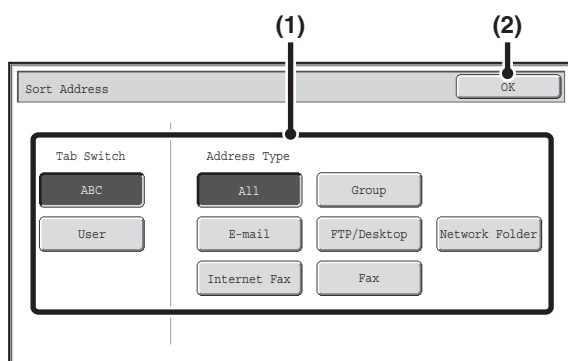 (1) (2)
Sort Address OK
Tab Switch Address Type
ABC All Group
User E-mail FTP/Desktop Network Folder
Internet Fax Fax